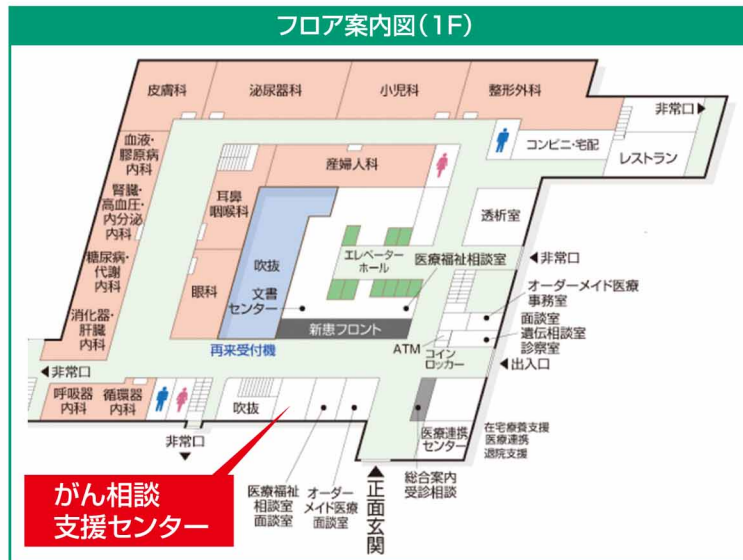 フロア案内図(1F)
皮膚科
泌尿器科
小児科
整形外科
非常口
コンビニ・宅配
レストラン
血液・
膠原病
内科
産婦人科
腎臓・
高血圧・
内分泌
内科
耳鼻
咽喉科
透析室
糖尿病・
代謝
内科
吹抜
エレベーター
ホール
医療福祉相談室
非常口
眼科
文書
センター
オーダーメイド医療
事務室
消化器・
肝臓
内科
新患フロント
面談室
遺伝相談室
診察室
再来受付機
ATM
コイン
ロッカー
出入口
非常口
呼吸器
内科
循環器
内科
吹抜
医療連携
センター
在宅療養支援
医療連携
退院支援
非常口
がん相談
支援センター
医療福祉
相談室
面談室
オーダー
メイド医療
面談室
正面玄関
総合案内
受診相談